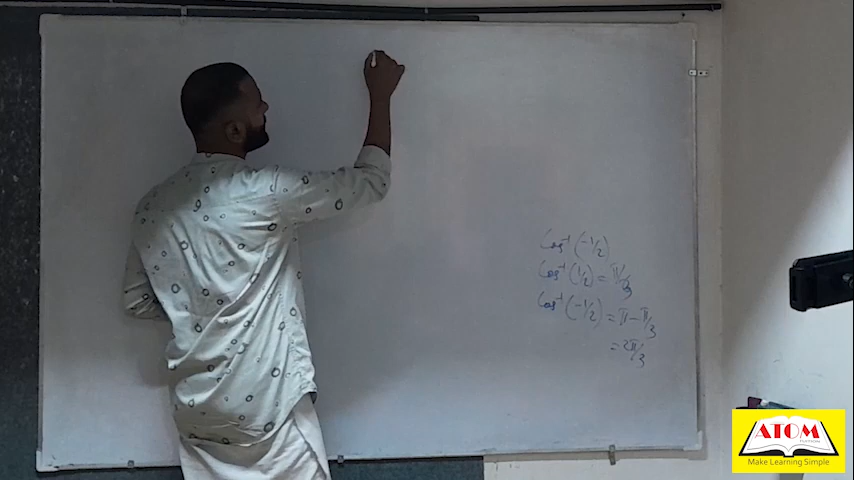 Cos⁻¹(-1/2)
Cos⁻¹(1/2) = π/3
Cos⁻¹(-1/2) = π - π/3
= 2π/3
ATOM
TUITION
Make Learning Simple